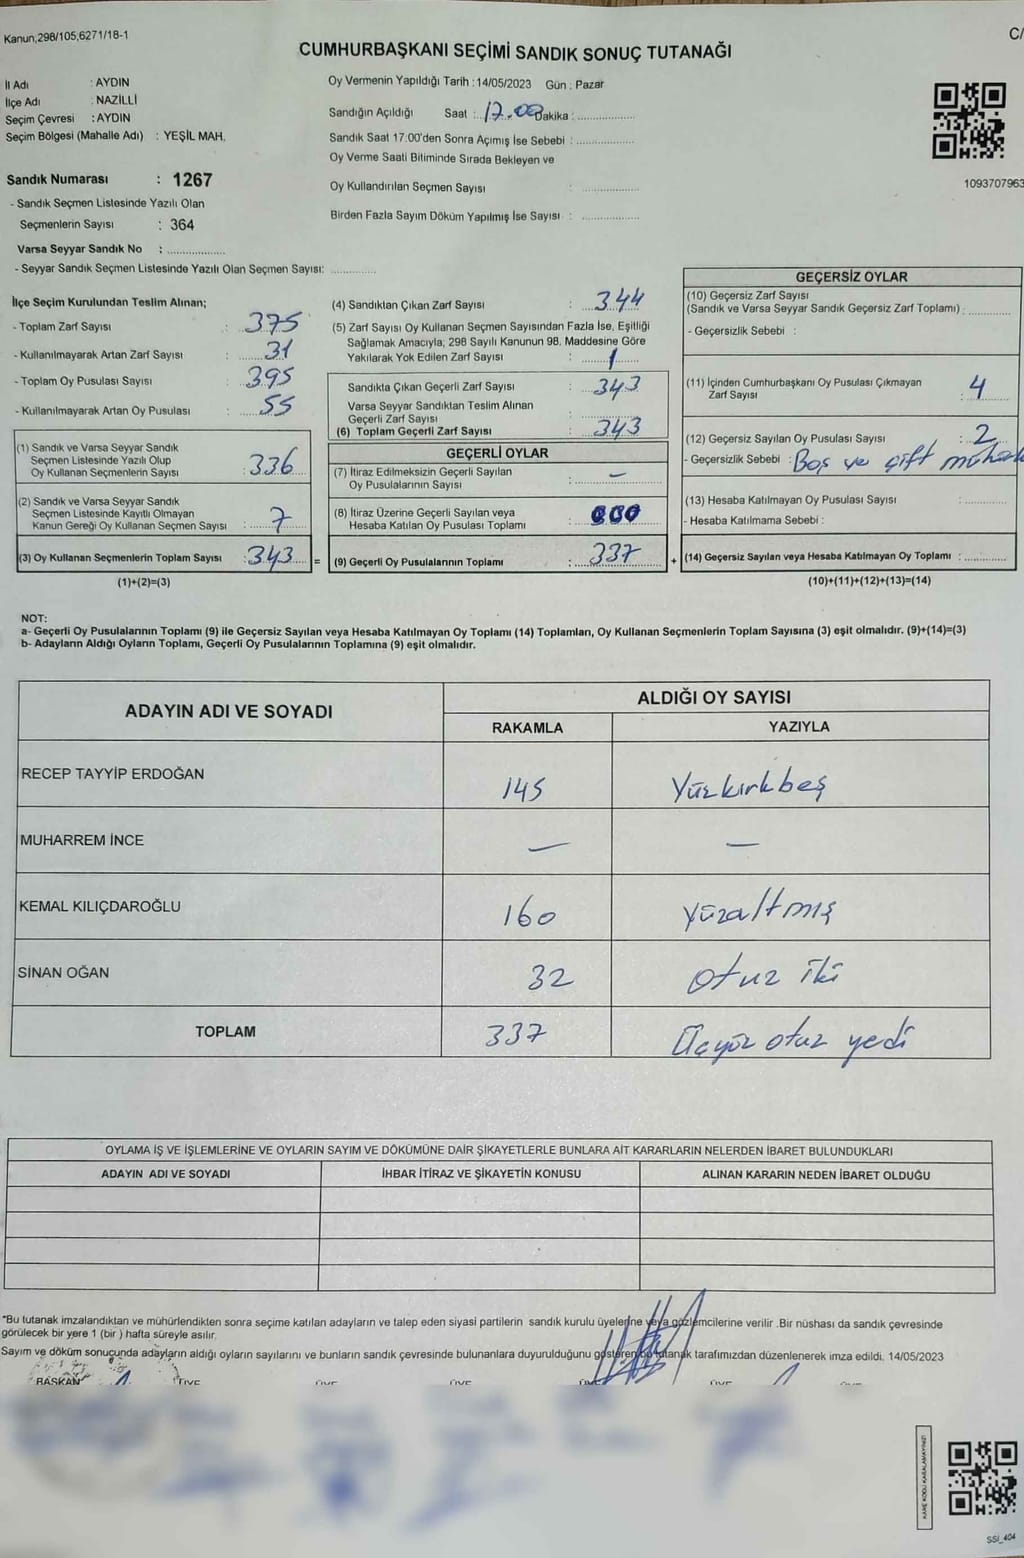 Kanun;298/105,6271/18-1
C/
CUMHURBAŞKANI SEÇİMİ SANDIK SONUÇ TUTANAĞI
İl Adı : AYDIN
İlçe Adı : NAZİLLİ
Seçim Çevresi : AYDIN
Seçim Bölgesi (Mahalle Adı) : YEŞİL MAH.
Sandık Numarası : 1267
- Sandık Seçmen Listesinde Yazılı Olan
Seçmenlerin Sayısı : 364
Varsa Seyyar Sandık No : ..................
- Seyyar Sandık Seçmen Listesinde Yazılı Olan Seçmen Sayısı: ..............
Oy Vermenin Yapıldığı Tarih : 14/05/2023 Gün : Pazar
Sandığın Açıldığı Saat : 17.00 Dakika : ..................
Sandık Saat 17:00'den Sonra Açımış İse Sebebi : ..................
Oy Verme Saati Bitiminde Sırada Bekleyen ve
Oy Kullandırılan Seçmen Sayısı : ..................
Birden Fazla Sayım Döküm Yapılmış İse Sayısı : ..................
1093707963
İlçe Seçim Kurulundan Teslim Alınan;
- Toplam Zarf Sayısı : 375
- Kullanılmayarak Artan Zarf Sayısı : 31
- Toplam Oy Pusulası Sayısı : 395
- Kullanılmayarak Artan Oy Pusulası : 55
(1) Sandık ve Varsa Seyyar Sandık
Seçmen Listesinde Yazılı Olup
Oy Kullanan Seçmenlerin Sayısı : 336
(2) Sandık ve Varsa Seyyar Sandık
Seçmen Listesinde Kayıtlı Olmayan
Kanun Gereği Oy Kullanan Seçmen Sayısı : 7
(3) Oy Kullanan Seçmenlerin Toplam Sayısı : 343 =
(1)+(2)=(3)
(4) Sandıktan Çıkan Zarf Sayısı : 344
(5) Zarf Sayısı Oy Kullanan Seçmen Sayısından Fazla İse, Eşitliği
Sağlamak Amacıyla; 298 Sayılı Kanunun 98. Maddesine Göre
Yakılarak Yok Edilen Zarf Sayısı : 1
Sandıkta Çıkan Geçerli Zarf Sayısı : 343
Varsa Seyyar Sandıktan Teslim Alınan
Geçerli Zarf Sayısı :
(6) Toplam Geçerli Zarf Sayısı : 343
GEÇERLİ OYLAR
(7) İtiraz Edilmeksizin Geçerli Sayılan
Oy Pusulalarının Sayısı : –
(8) İtiraz Üzerine Geçerli Sayılan veya
Hesaba Katılan Oy Pusulası Toplamı : 000
(9) Geçerli Oy Pusulalarının Toplamı : 337 +
GEÇERSİZ OYLAR
(10) Geçersiz Zarf Sayısı
(Sandık ve Varsa Seyyar Sandık Geçersiz Zarf Toplamı) : ............
- Geçersizlik Sebebi :
(11) İçinden Cumhurbaşkanı Oy Pusulası Çıkmayan
Zarf Sayısı : 4
(12) Geçersiz Sayılan Oy Pusulası Sayısı : 2
- Geçersizlik Sebebi : Boş ve çift
(13) Hesaba Katılmayan Oy Pusulası Sayısı : ............
- Hesaba Katılmama Sebebi :
(14) Geçersiz Sayılan veya Hesaba Katılmayan Oy Toplamı : ............
(10)+(11)+(12)+(13)=(14)
NOT:
a- Geçerli Oy Pusulalarının Toplamı (9) ile Geçersiz Sayılan veya Hesaba Katılmayan Oy Toplamı (14) Toplamları, Oy Kullanan Seçmenlerin Toplam Sayısına (3) eşit olmalıdır. (9)+(14)=(3)
b- Adayların Aldığı Oyların Toplamı, Geçerli Oy Pusulalarının Toplamına (9) eşit olmalıdır.
ADAYIN ADI VE SOYADI
ALDIĞI OY SAYISI
RAKAMLA YAZIYLA
RECEP TAYYİP ERDOĞAN 145 Yüzkırkbeş
MUHARREM İNCE – –
KEMAL KILIÇDAROĞLU 160 yüzaltmış
SİNAN OĞAN 32 Otuz iki
TOPLAM 337 Üçyüz otuz yedi
OYLAMA İŞ VE İŞLEMLERİNE VE OYLARIN SAYIM VE DÖKÜMÜNE DAİR ŞİKAYETLERLE BUNLARA AİT KARARLARIN NELERDEN İBARET BULUNDUKLARI
ADAYIN ADI VE SOYADI İHBAR İTİRAZ VE ŞİKAYETİN KONUSU ALINAN KARARIN NEDEN İBARET OLDUĞU
*Bu tutanak imzalandıktan ve mühürlendikten sonra seçime katılan adayların ve talep eden siyasi partilerin sandık kurulu üyelerine veya gözlemcilerine verilir .Bir nüshası da sandık çevresinde
görülecek bir yere 1 (bir ) hafta süreyle asılır.
Sayım ve döküm sonuçunda adayların aldığı oyların sayılarını ve bunların sandık çevresinde bulunanlara duyurulduğunu gösteren bu tutanak tarafımızdan düzenlenerek imza edildi. 14/05/2023
BAŞKAN ÜYE ÜYE ÜYE ÜYE ÜYE ÜYE
KARE KODU KARALAMAYINIZ!
SSI_404